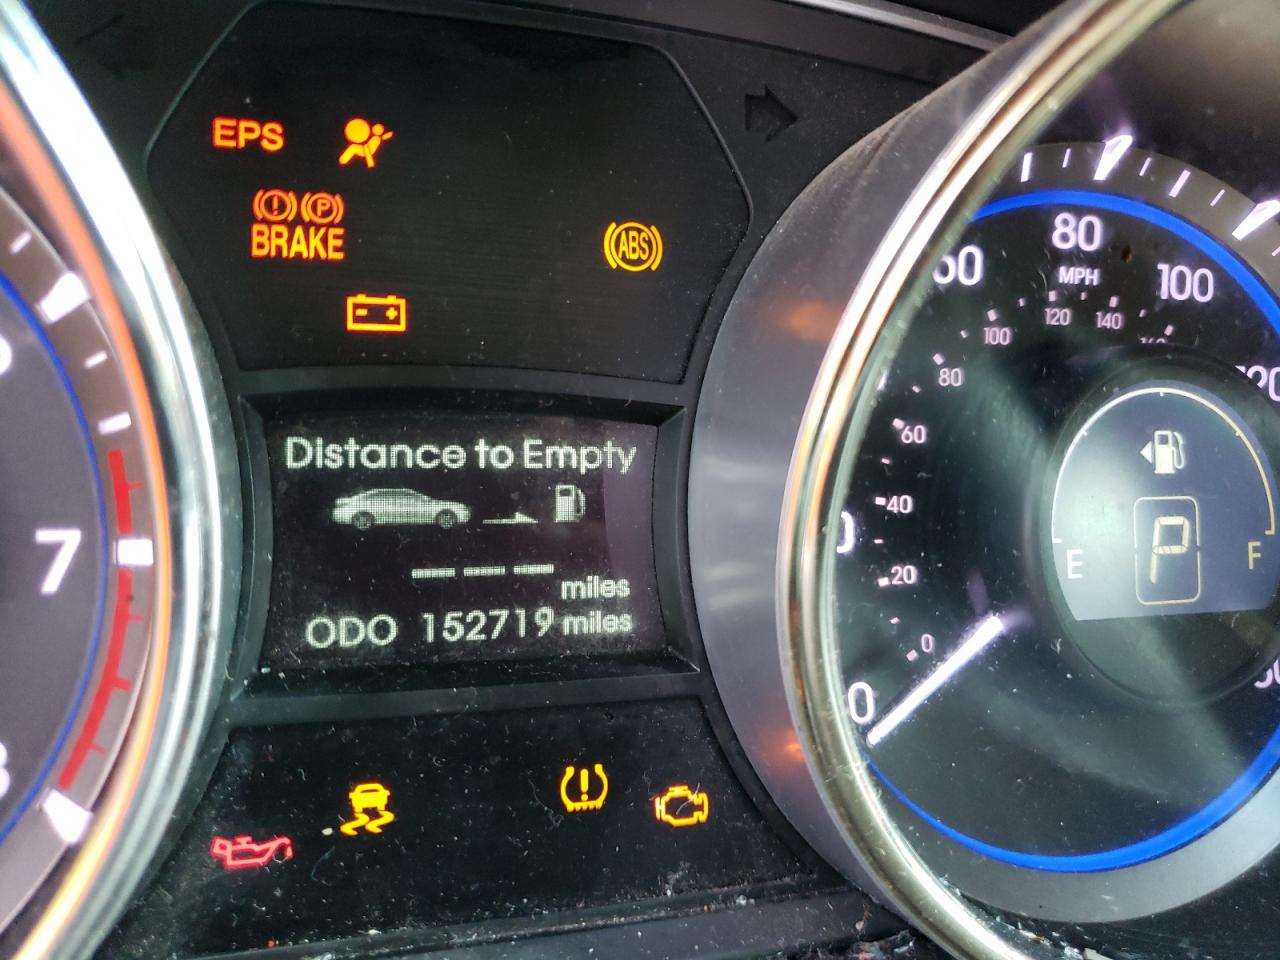 EPS
P
BRAKE
ABS
Distance to Empty
miles
ODO 152719 miles
7
80
MPH
100
100
120
140
80
60
40
20
0
0
E
P
F